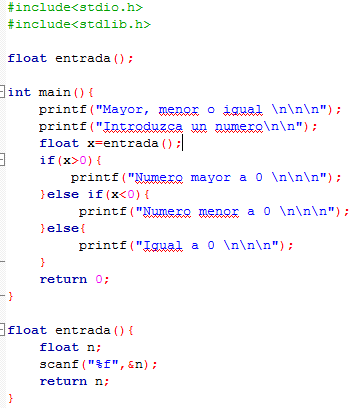 #include<stdio.h>
#include<stdlib.h>
float entrada();
int main(){
printf("Mayor, menor o igual \n\n\n");
printf("Introduzca un numero\n\n");
float x=entrada();
if(x>0){
printf("Numero mayor a 0 \n\n\n");
}else if(x<0){
printf("Numero menor a 0 \n\n\n");
}else{
printf("Igual a 0 \n\n\n");
}
return 0;
}
float entrada(){
float n;
scanf("%f",&n);
return n;
}